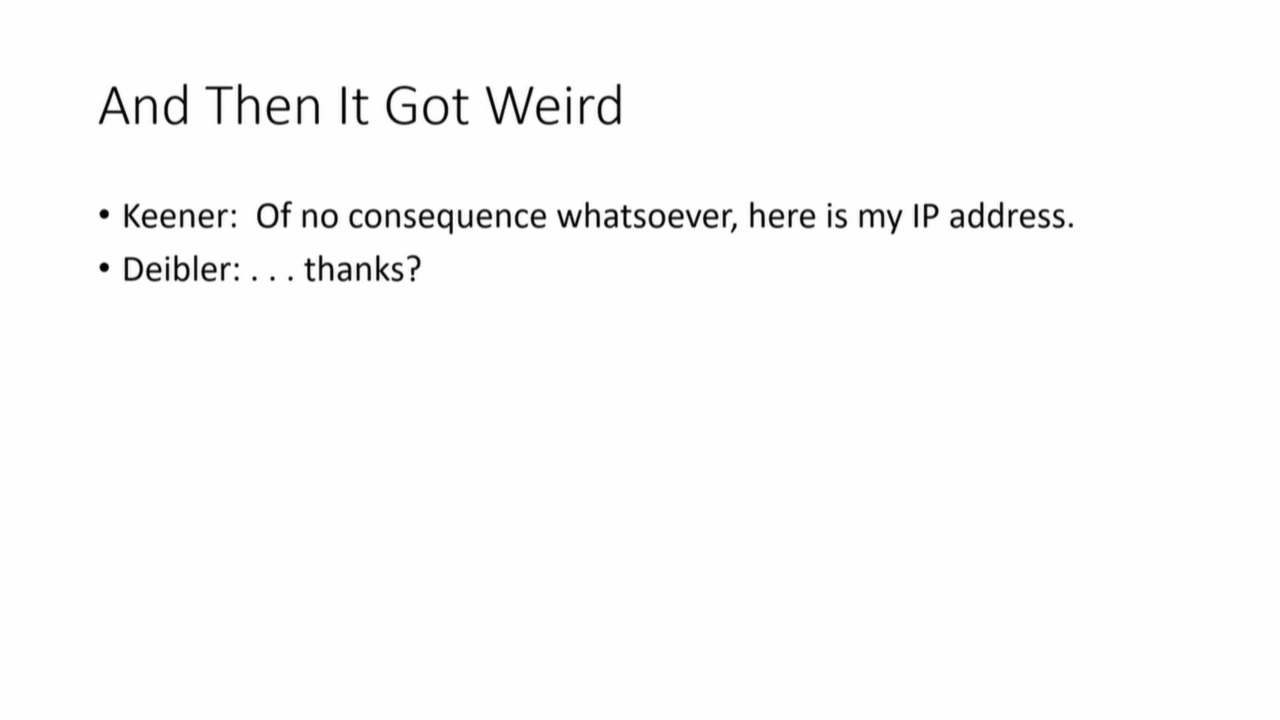 And Then It Got Weird
• Keener:  Of no consequence whatsoever, here is my IP address.
• Deibler: . . . thanks?